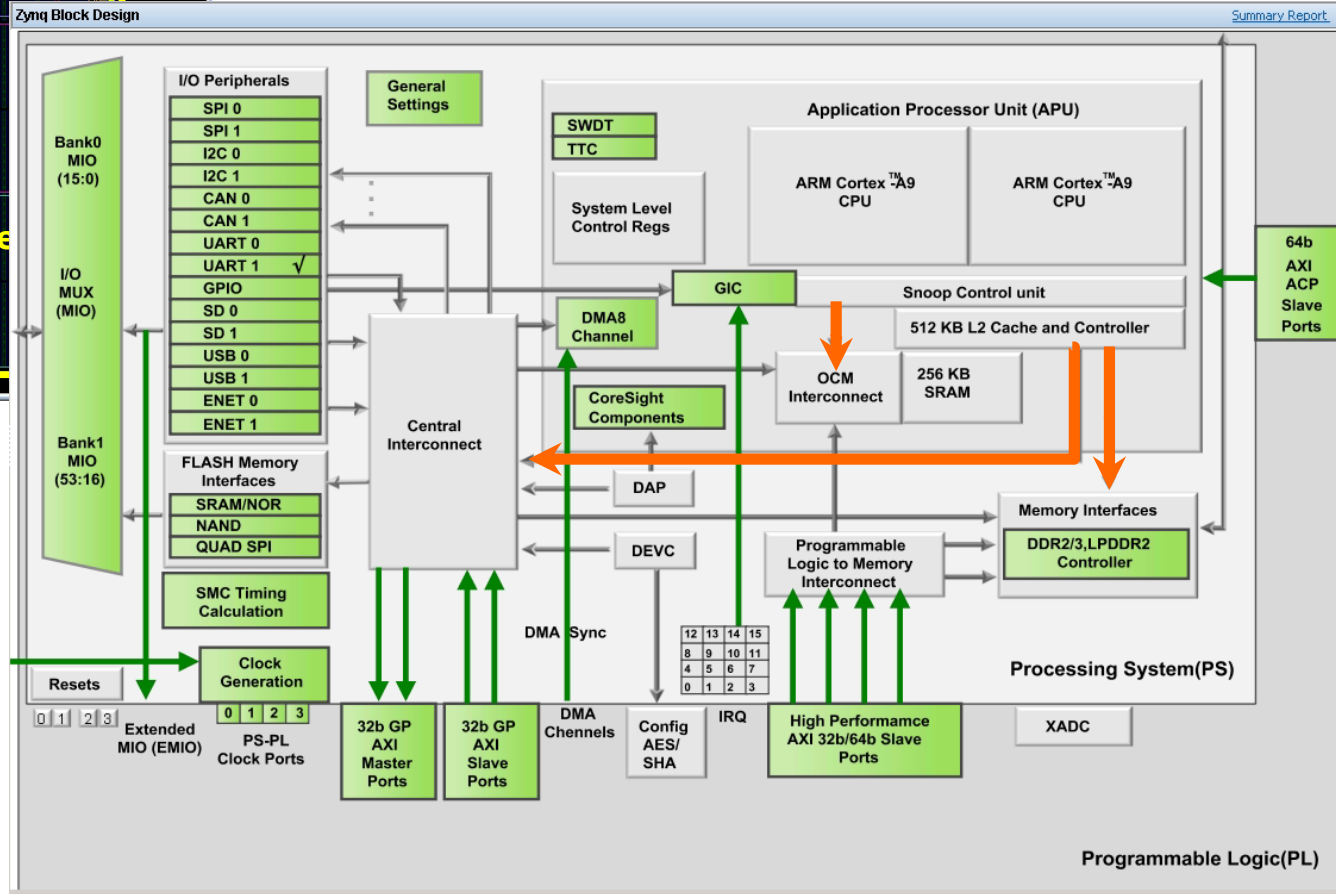 Zynq Block Design
Summary Report
I/O Peripherals
SPI 0
SPI 1
I2C 0
I2C 1
CAN 0
CAN 1
UART 0
UART 1 √
GPIO
SD 0
SD 1
USB 0
USB 1
ENET 0
ENET 1
Bank0
MIO
(15:0)
I/O
MUX
(MIO)
Bank1
MIO
(53:16)
FLASH Memory
Interfaces
SRAM/NOR
NAND
QUAD SPI
SMC Timing
Calculation
General
Settings
Application Processor Unit (APU)
SWDT
TTC
System Level
Control Regs
ARM Cortex™-A9
CPU
ARM Cortex™-A9
CPU
GIC
Snoop Control unit
512 KB L2 Cache and Controller
DMA8
Channel
OCM
Interconnect
256 KB
SRAM
CoreSight
Components
Central
Interconnect
DAP
DEVC
Memory Interfaces
DDR2/3,LPDDR2
Controller
Programmable
Logic to Memory
Interconnect
64b
AXI
ACP
Slave
Ports
DMA Sync
12 13 14 15
8 9 10 11
4 5 6 7
0 1 2 3
Processing System(PS)
Clock
Generation
Resets
0 1 2 3
0 1 2 3
Extended
MIO (EMIO)
PS-PL
Clock Ports
32b GP
AXI
Master
Ports
32b GP
AXI
Slave
Ports
DMA
Channels
Config
AES/
SHA
IRQ
High Performamce
AXI 32b/64b Slave
Ports
XADC
Programmable Logic(PL)